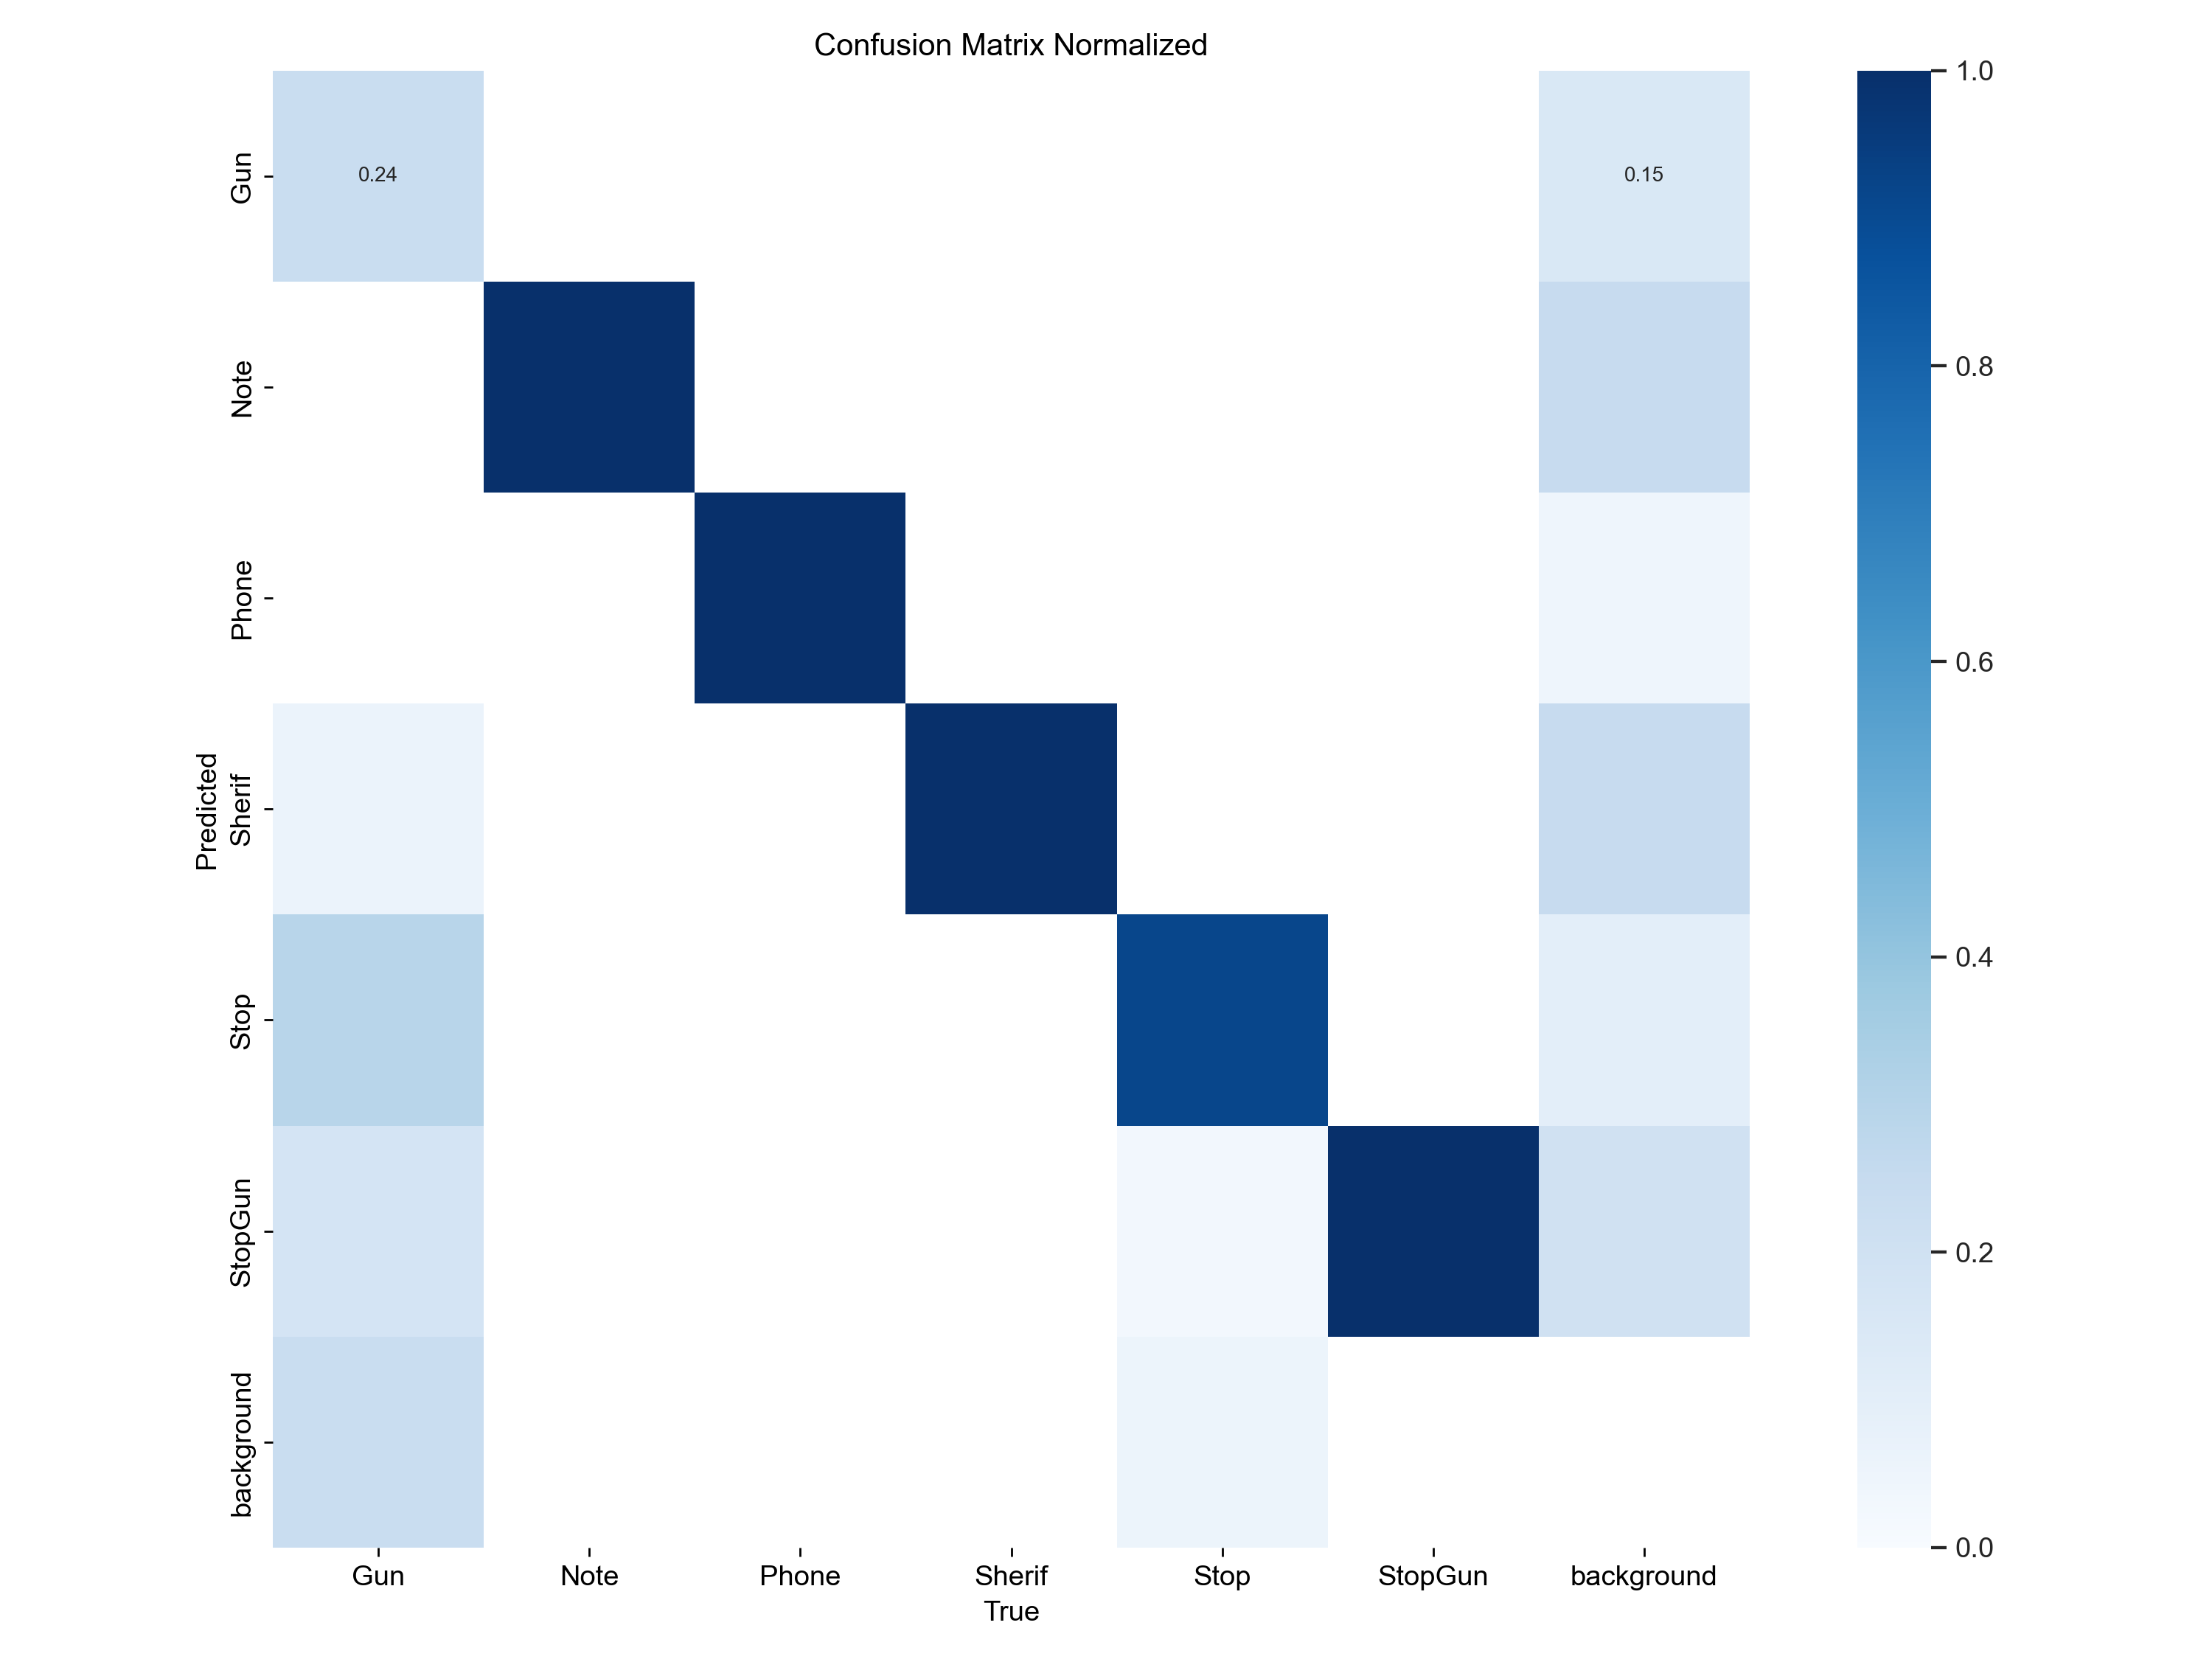 Confusion Matrix Normalized
Gun
Note
Phone
Sherif
Stop
StopGun
background
Predicted
0.24
0.15
Gun
Note
Phone
Sherif
Stop
StopGun
background
True
1.0
0.8
0.6
0.4
0.2
0.0